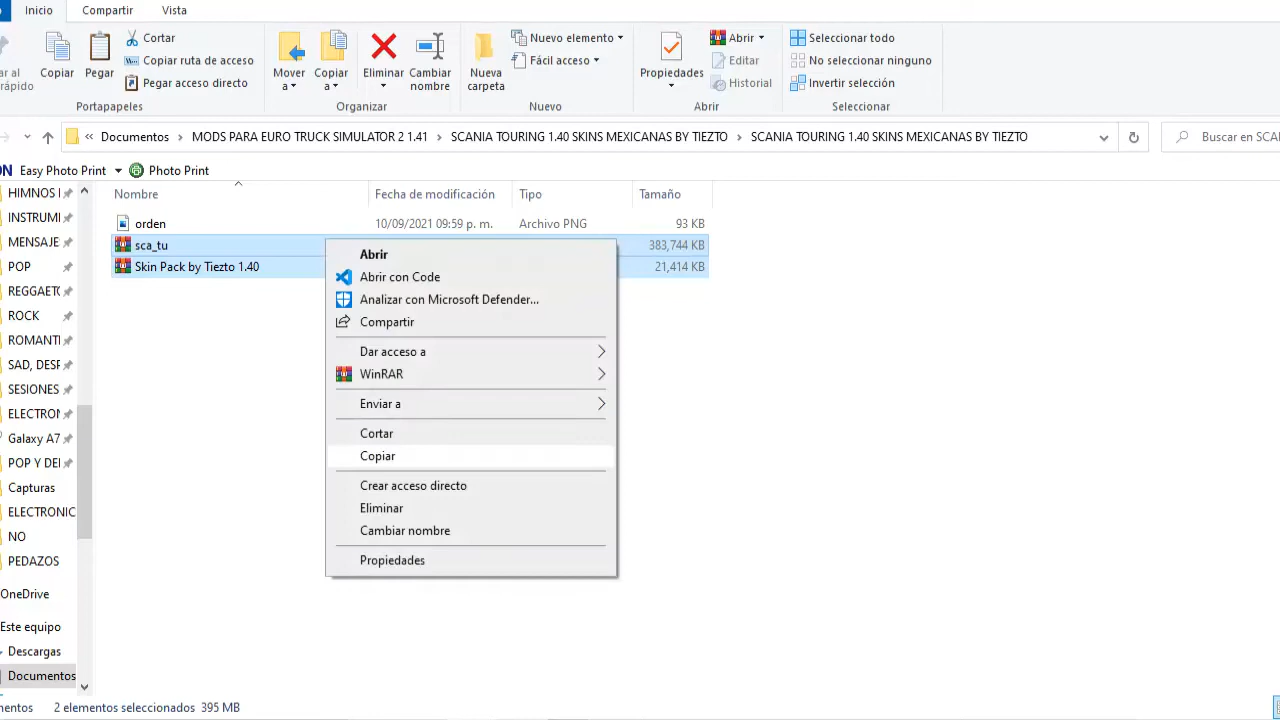 Inicio Compartir Vista
Cortar
Copiar ruta de acceso
Pegar acceso directo
Copiar Pegar
Portapapeles
Mover a Copiar a Eliminar Cambiar nombre
Organizar
Nueva carpeta
Nuevo elemento
Fácil acceso
Nuevo
Propiedades
Abrir
Editar
Historial
Abrir
Seleccionar todo
No seleccionar ninguno
Invertir selección
Seleccionar
« Documentos > MODS PARA EURO TRUCK SIMULATOR 2 1.41 > SCANIA TOURING 1.40 SKINS MEXICANAS BY TIEZTO > SCANIA TOURING 1.40 SKINS MEXICANAS BY TIEZTO
Buscar en SCA
Easy Photo Print Photo Print
Nombre Fecha de modificación Tipo Tamaño
orden 10/09/2021 09:59 p. m. Archivo PNG 93 KB
sca_tu 383,744 KB
Skin Pack by Tiezto 1.40 21,414 KB
HIMNOS
INSTRUMI
MENSAJE
POP
REGGAETO
ROCK
ROMANTI
SAD, DESP
SESIONES
ELECTRON
Galaxy A7
POP Y DEI
Capturas
ELECTRONIC
NO
PEDAZOS
OneDrive
Este equipo
Descargas
Documentos
Abrir
Abrir con Code
Analizar con Microsoft Defender...
Compartir
Dar acceso a
WinRAR
Enviar a
Cortar
Copiar
Crear acceso directo
Eliminar
Cambiar nombre
Propiedades
mentos 2 elementos seleccionados 395 MB